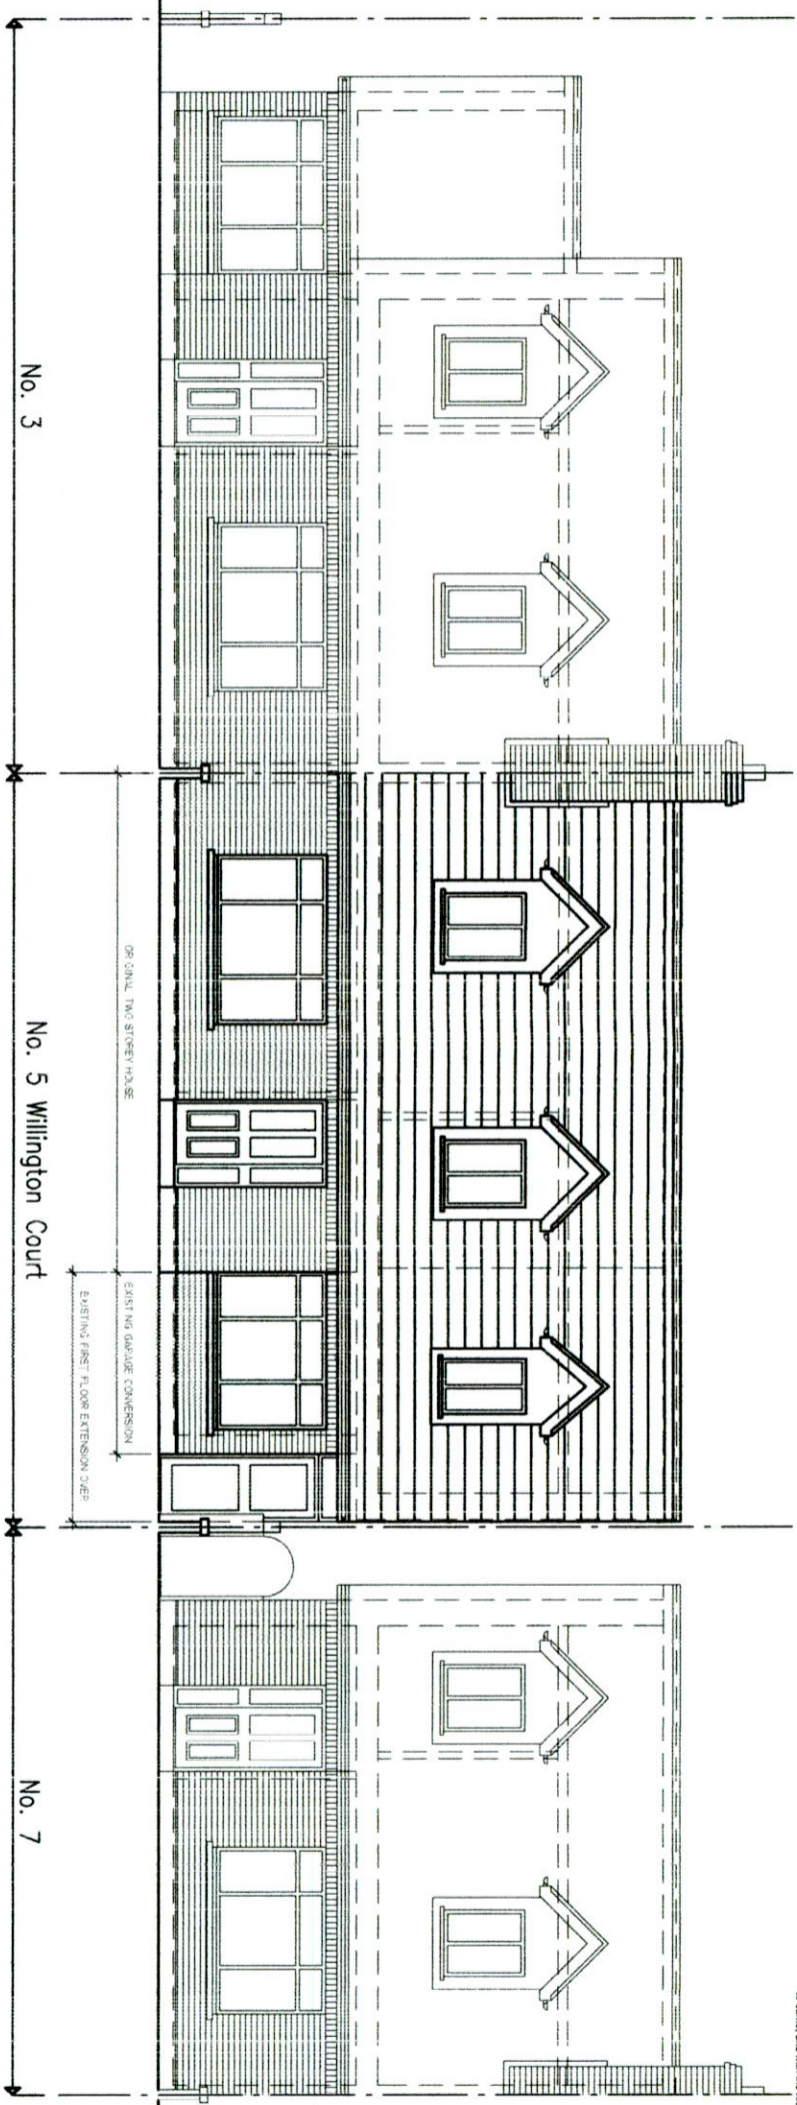 No. 3
No. 5 Willington Court
No. 7
ORIGINAL TWO STOREY HOUSE
EXISTING GARAGE CONVERSION
EXISTING FIRST FLOOR EXTENSION OVER